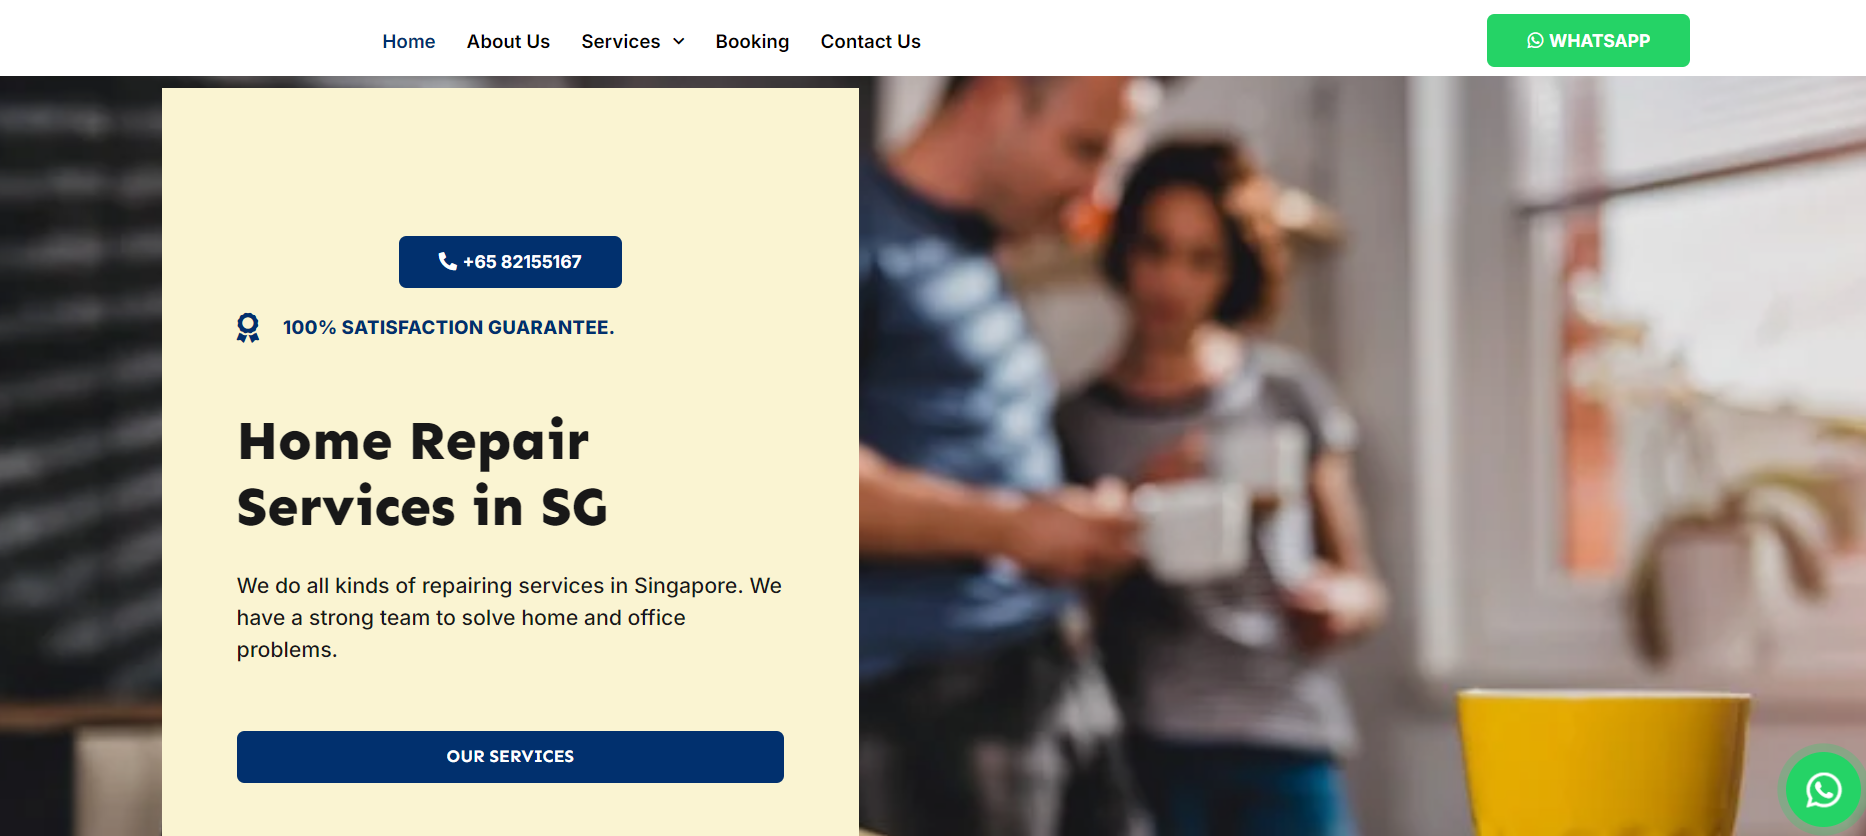 Home About Us Services Booking Contact Us WHATSAPP
+65 82155167
100% SATISFACTION GUARANTEE.
Home Repair
Services in SG
We do all kinds of repairing services in Singapore. We
have a strong team to solve home and office
problems.
OUR SERVICES